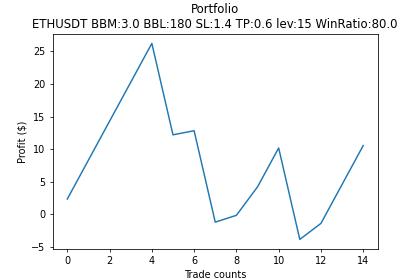 Portfolio
ETHUSDT BBM:3.0 BBL:180 SL:1.4 TP:0.6 lev:15 WinRatio:80.0
25
20
15
10
5
0
−5
Profit ($)
0 2 4 6 8 10 12 14
Trade counts